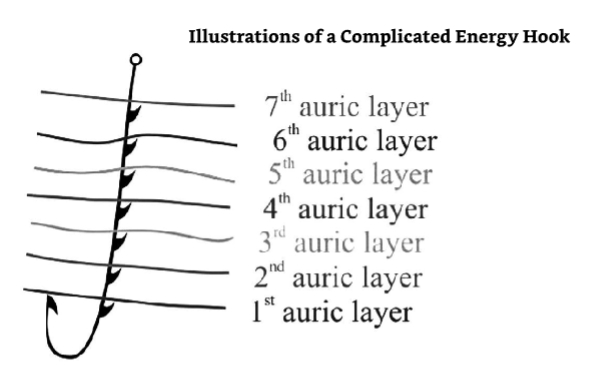 Illustrations of a Complicated Energy Hook
7th auric layer
6th auric layer
5th auric layer
4th auric layer
3rd auric layer
2nd auric layer
1st auric layer